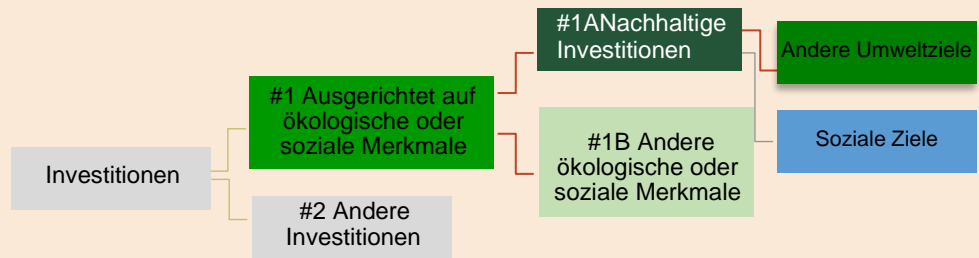 Investitionen
#1 Ausgerichtet auf
ökologische oder
soziale Merkmale
#2 Andere
Investitionen
#1ANachhaltige
Investitionen
#1B Andere
ökologische oder
soziale Merkmale
Andere Umweltziele
Soziale Ziele